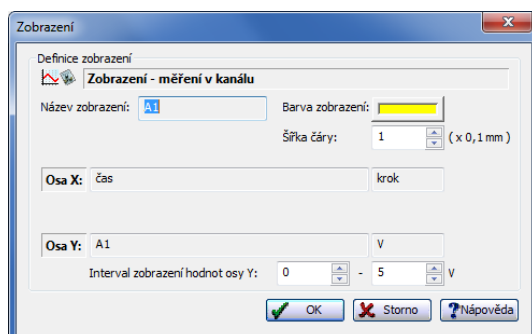 Zobrazení
Definice zobrazení
Zobrazení - měření v kanálu
Název zobrazení: A1 Barva zobrazení:
Šířka čáry: 1 ( x 0,1 mm )
Osa X: čas krok
Osa Y: A1 V
Interval zobrazení hodnot osy Y: 0 - 5 V
OK Storno ? Nápověda